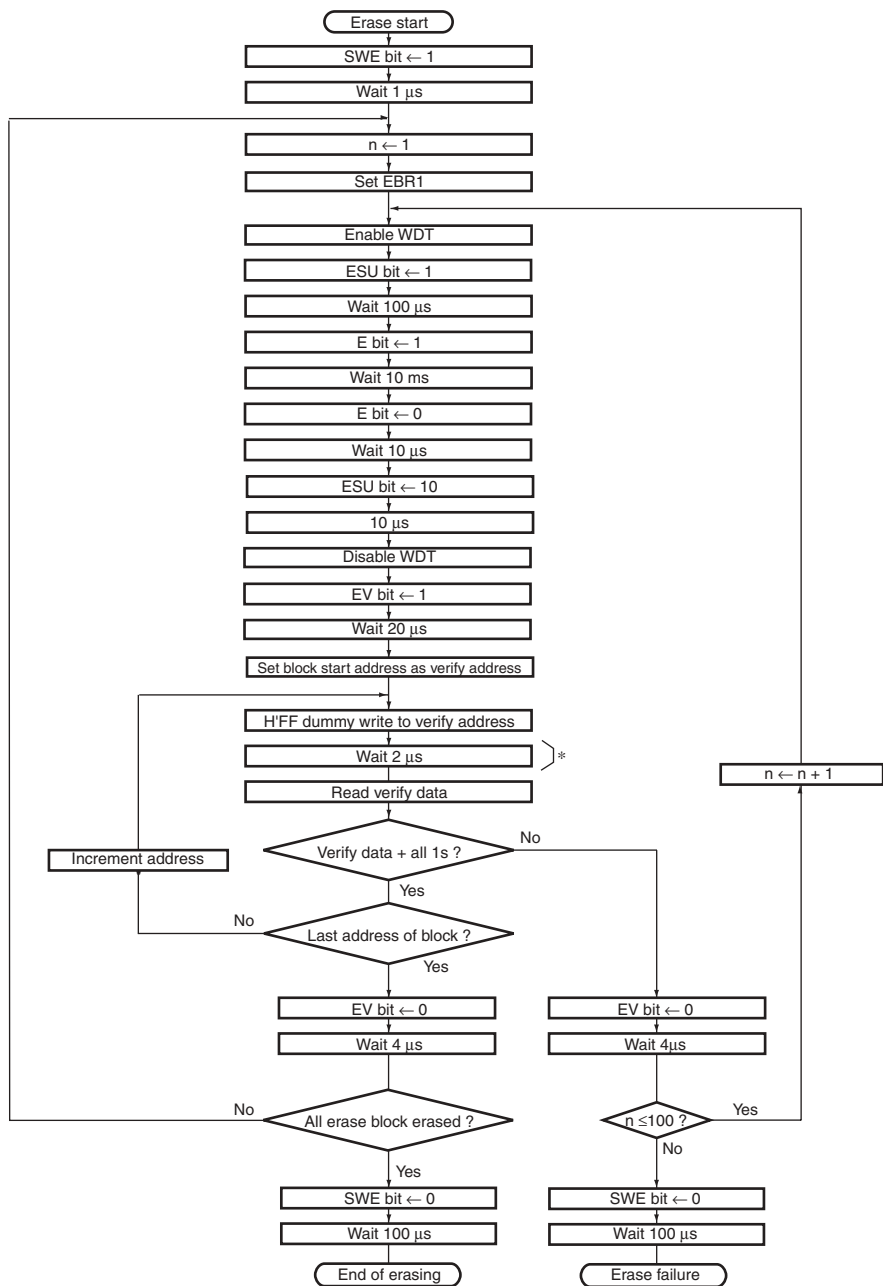 Erase start
SWE bit ← 1
Wait 1 μs
n ← 1
Set EBR1
Enable WDT
ESU bit ← 1
Wait 100 μs
E bit ← 1
Wait 10 ms
E bit ← 0
Wait 10 μs
ESU bit ← 10
10 μs
Disable WDT
EV bit ← 1
Wait 20 μs
Set block start address as verify address
H'FF dummy write to verify address
Wait 2 μs
*
n ← n + 1
Read verify data
No
Verify data + all 1s ?
Increment address
Yes
No
Last address of block ?
Yes
EV bit ← 0
EV bit ← 0
Wait 4 μs
Wait 4μs
No
All erase block erased ?
n ≤100 ?
Yes
Yes
No
SWE bit ← 0
SWE bit ← 0
Wait 100 μs
Wait 100 μs
End of erasing
Erase failure